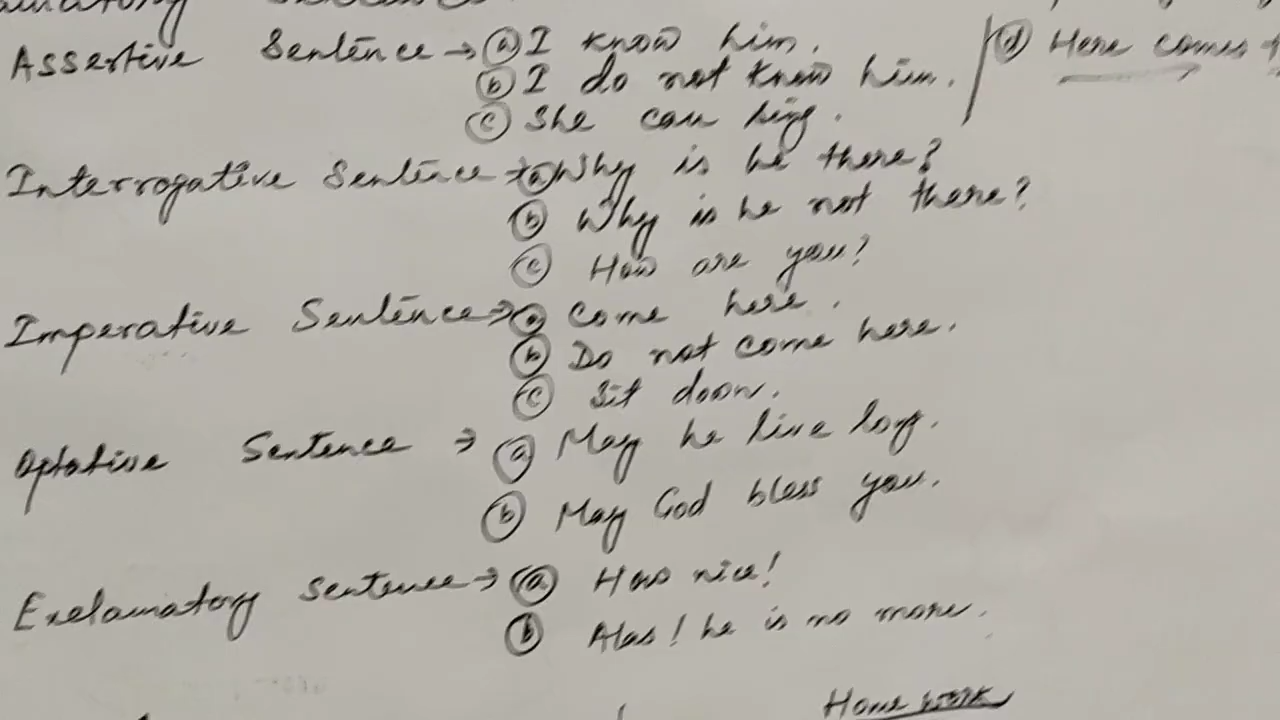 Sentence
Assertive Sentence → (a) I know him. (d) Here comes
(b) I do not know him.
(c) She can
Interrogative Sentence → (a) Why is he there?
(b) Why is he not there?
(c) How are you?
Imperative Sentence → (a) Come here.
(b) Do not come here.
(c) Sit down.
Optative Sentence → (a) May he live long.
(b) May God bless you.
Exclamatory Sentence → (a) How nice!
(b) Alas! he is no more.
Home work